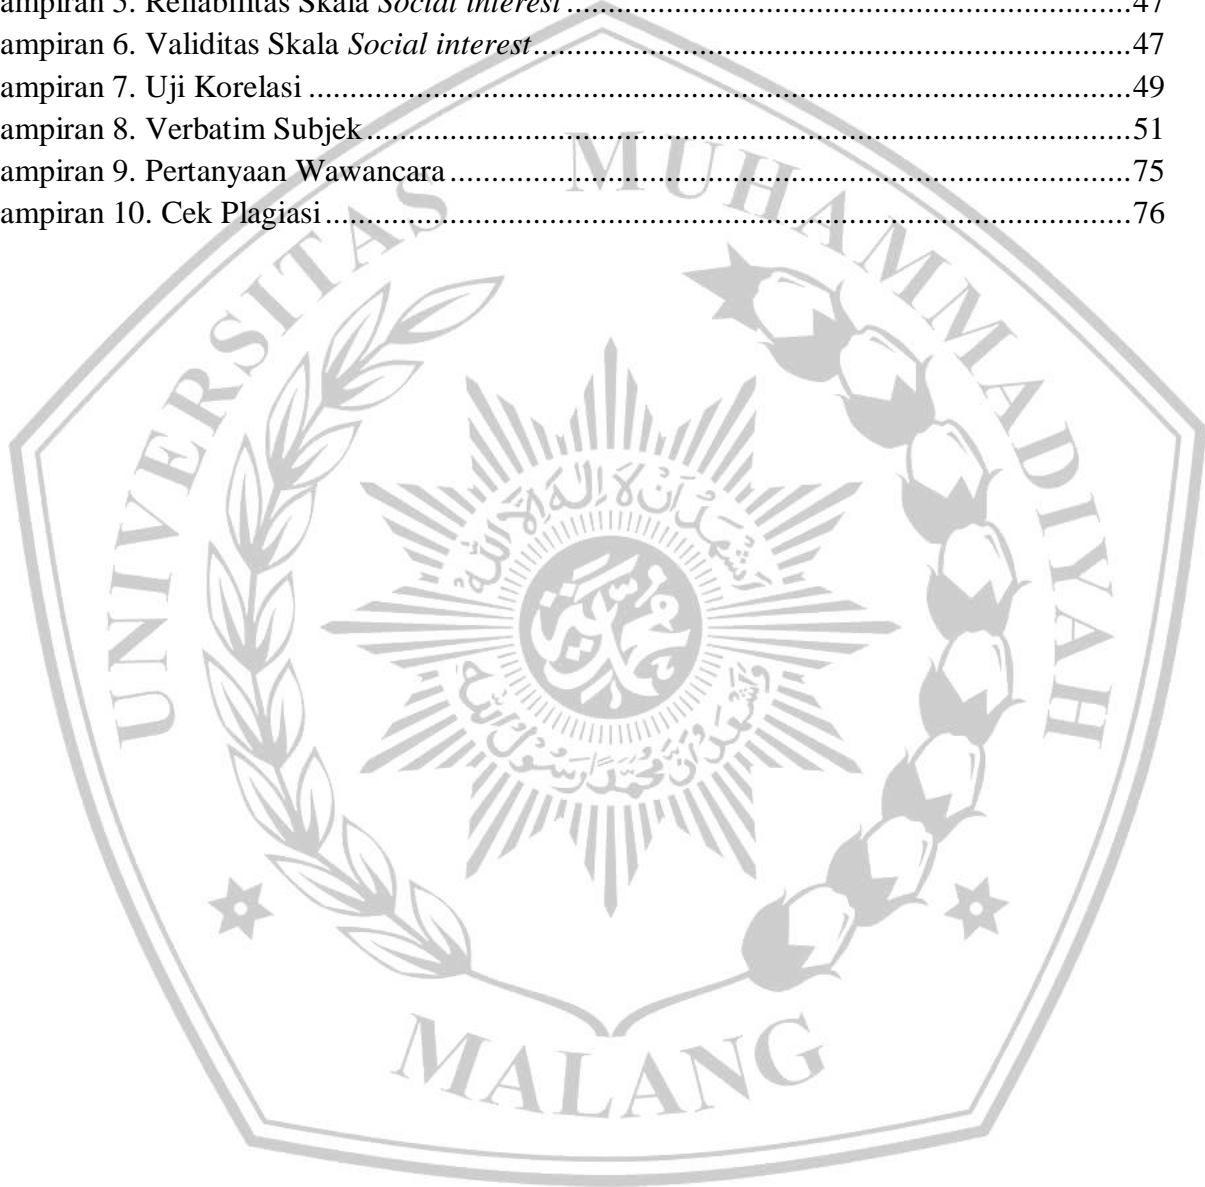 ampiran 5. Reliabilitas Skala Social interest ........................................................................47
ampiran 6. Validitas Skala Social interest............................................................................47
ampiran 7. Uji Korelasi .......................................................................................................49
ampiran 8. Verbatim Subjek................................................................................................51
ampiran 9. Pertanyaan Wawancara .....................................................................................75
ampiran 10. Cek Plagiasi.....................................................................................................76
UNIVERSITAS MUHAMMADIYAH
MALANG